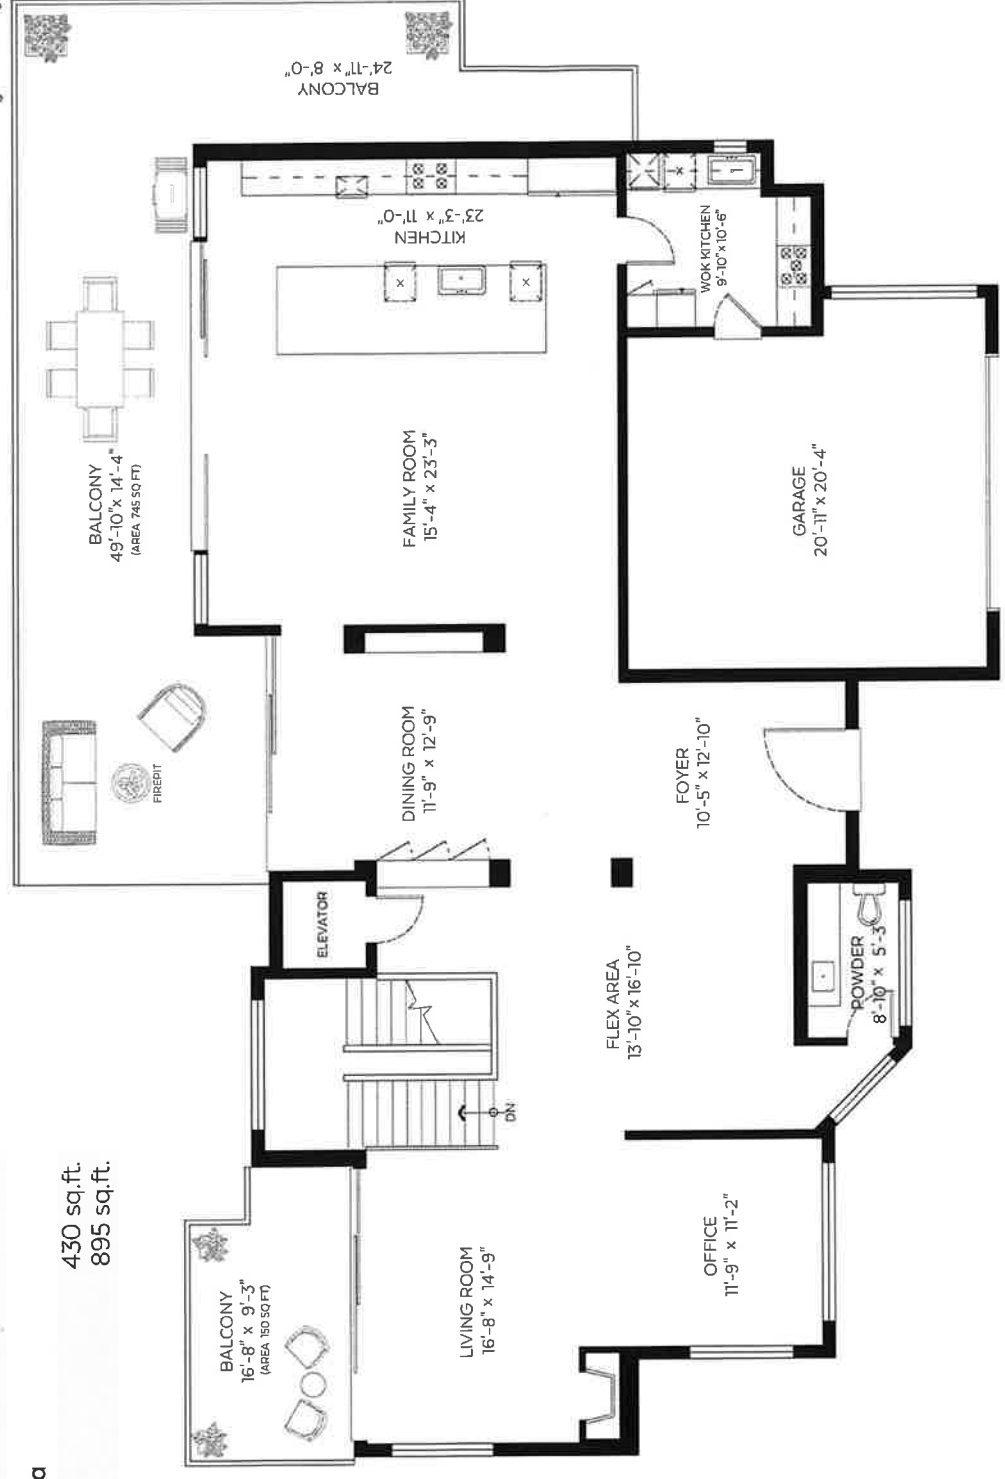 430 sq.ft.
895 sq.ft.
BALCONY
24'-11" x 8'-0"
KITCHEN
23'-3" x 11'-0"
WOK KITCHEN
9'-10" x 10'-6"
BALCONY
49'-10" x 14'-4"
(AREA 745 SQ FT)
FAMILY ROOM
15'-4" x 23'-3"
GARAGE
20'-11" x 20'-4"
FIREPIT
DINING ROOM
11'-9" x 12'-9"
FOYER
10'-5" x 12'-10"
ELEVATOR
FLEX AREA
13'-10" x 16'-10"
POWDER
8'-10" x 5'-3
DN
BALCONY
16'-8" x 9'-3"
(AREA 150 SQ FT)
LIVING ROOM
16'-8" x 14'-9"
OFFICE
11'-9" x 11'-2"